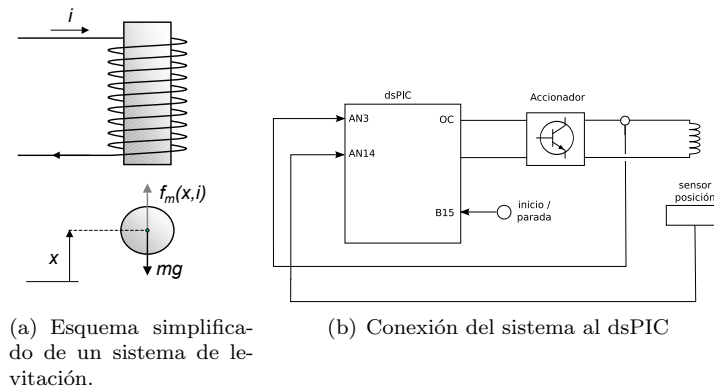 i
f_m(x,i)
x
mg
dsPIC
Accionador
AN3
OC
AN14
sensor
posición
B15
inicio /
parada
(a) Esquema simplifica-
do de un sistema de le-
vitación.
(b) Conexión del sistema al dsPIC